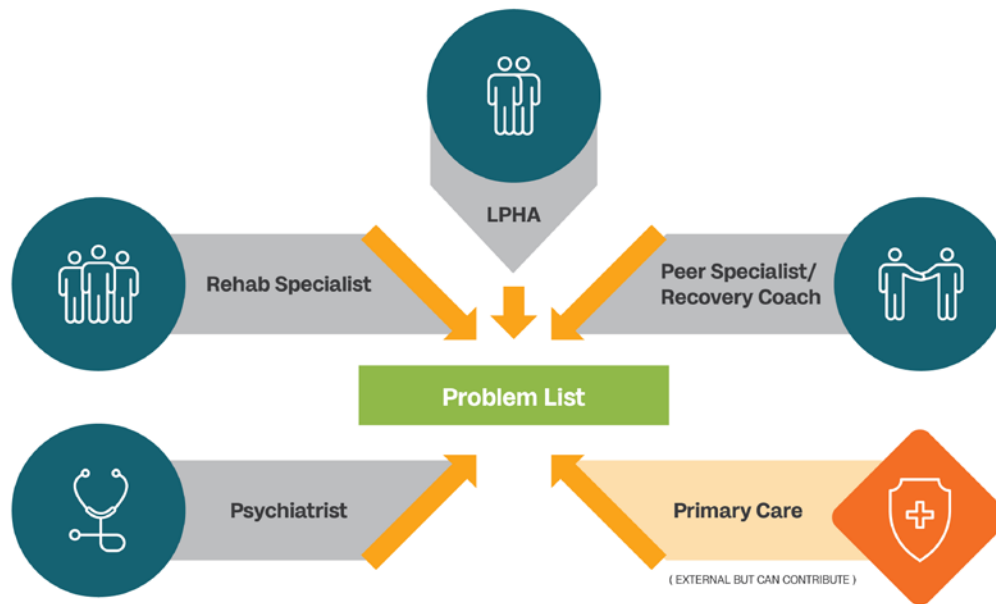 LPHA
Rehab Specialist
Peer Specialist/
Recovery Coach
Problem List
Psychiatrist
Primary Care
( EXTERNAL BUT CAN CONTRIBUTE )